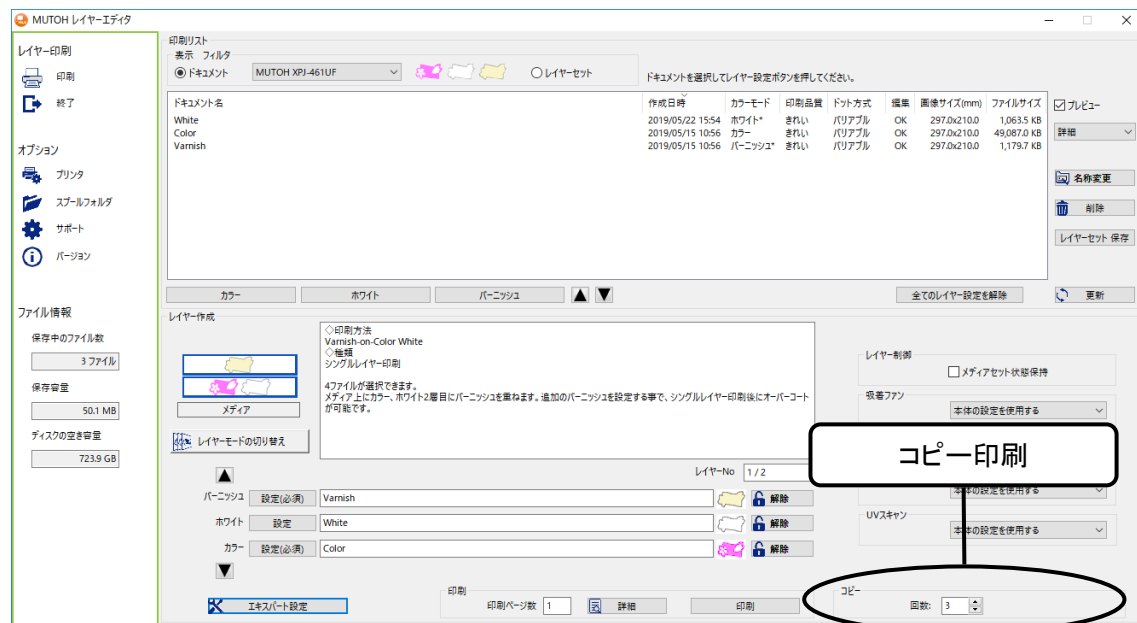 MUTOH レイヤーエディタ
レイヤー印刷
印刷
終了
オプション
プリンタ
スプールフォルダ
サポート
バージョン
ファイル情報
保存中のファイル数
3 ファイル
保存容量
50.1 MB
ディスクの空き容量
723.9 GB
印刷リスト
表示 フィルタ
ドキュメント MUTOH XPJ-461UF レイヤーセット ドキュメントを選択してレイヤー設定ボタンを押してください。
ドキュメント名 作成日時 カラーモード 印刷品質 ドット方式 編集 画像サイズ(mm) ファイルサイズ
White 2019/05/22 15:54 ホワイト* きれい バリアブル OK 297.0x210.0 1,063.5 KB
Color 2019/05/15 10:56 カラー きれい バリアブル OK 297.0x210.0 49,087.0 KB
Varnish 2019/05/15 10:56 バーニッシュ* きれい バリアブル OK 297.0x210.0 1,179.7 KB
プレビュー
詳細
名称変更
削除
レイヤーセット 保存
カラー ホワイト バーニッシュ 全てのレイヤー設定を解除 更新
レイヤー作成
メディア
レイヤーモードの切り替え
◇印刷方法
Varnish-on-Color White
◇種類
シングルレイヤー印刷
4ファイルが選択できます。
メディア上にカラー、ホワイト2層目にバーニッシュを重ねます。追加のバーニッシュを設定する事で、シングルレイヤー印刷後にオーバーコート
が可能です。
レイヤーNo 1 / 2
バーニッシュ 設定(必須) Varnish 解除
ホワイト 設定 White 解除
カラー 設定(必須) Color 解除
エキスパート設定
印刷
印刷ページ数 1 詳細 印刷
レイヤー制御
メディアセット状態保持
吸着ファン
本体の設定を使用する
コピー印刷
本体の設定を使用する
UVスキャン
本体の設定を使用する
コピー
回数: 3